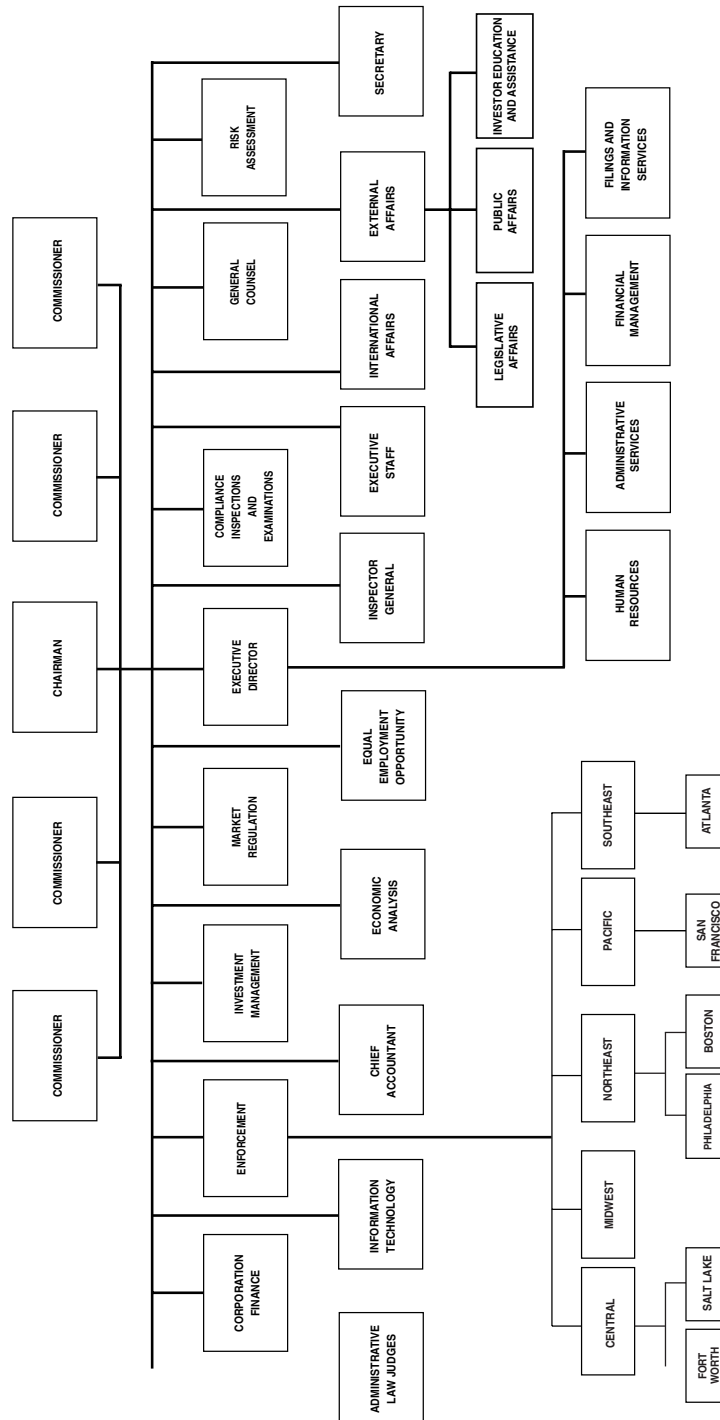 COMMISSIONER
COMMISSIONER
CHAIRMAN
COMMISSIONER
COMMISSIONER
CORPORATION
FINANCE
ENFORCEMENT
INVESTMENT
MANAGEMENT
MARKET
REGULATION
EXECUTIVE
DIRECTOR
COMPLIANCE
INSPECTIONS
AND
EXAMINATIONS
GENERAL
COUNSEL
RISK
ASSESSMENT
ADMINISTRATIVE
LAW JUDGES
INFORMATION
TECHNOLOGY
CHIEF
ACCOUNTANT
ECONOMIC
ANALYSIS
EQUAL
EMPLOYMENT
OPPORTUNITY
INSPECTOR
GENERAL
EXECUTIVE
STAFF
INTERNATIONAL
AFFAIRS
EXTERNAL
AFFAIRS
SECRETARY
LEGISLATIVE
AFFAIRS
PUBLIC
AFFAIRS
INVESTOR EDUCATION
AND ASSISTANCE
CENTRAL
MIDWEST
NORTHEAST
PACIFIC
SOUTHEAST
HUMAN
RESOURCES
ADMINISTRATIVE
SERVICES
FINANCIAL
MANAGEMENT
FILINGS AND
INFORMATION
SERVICES
FORT
WORTH
SALT LAKE
PHILADELPHIA
BOSTON
SAN
FRANCISCO
ATLANTA